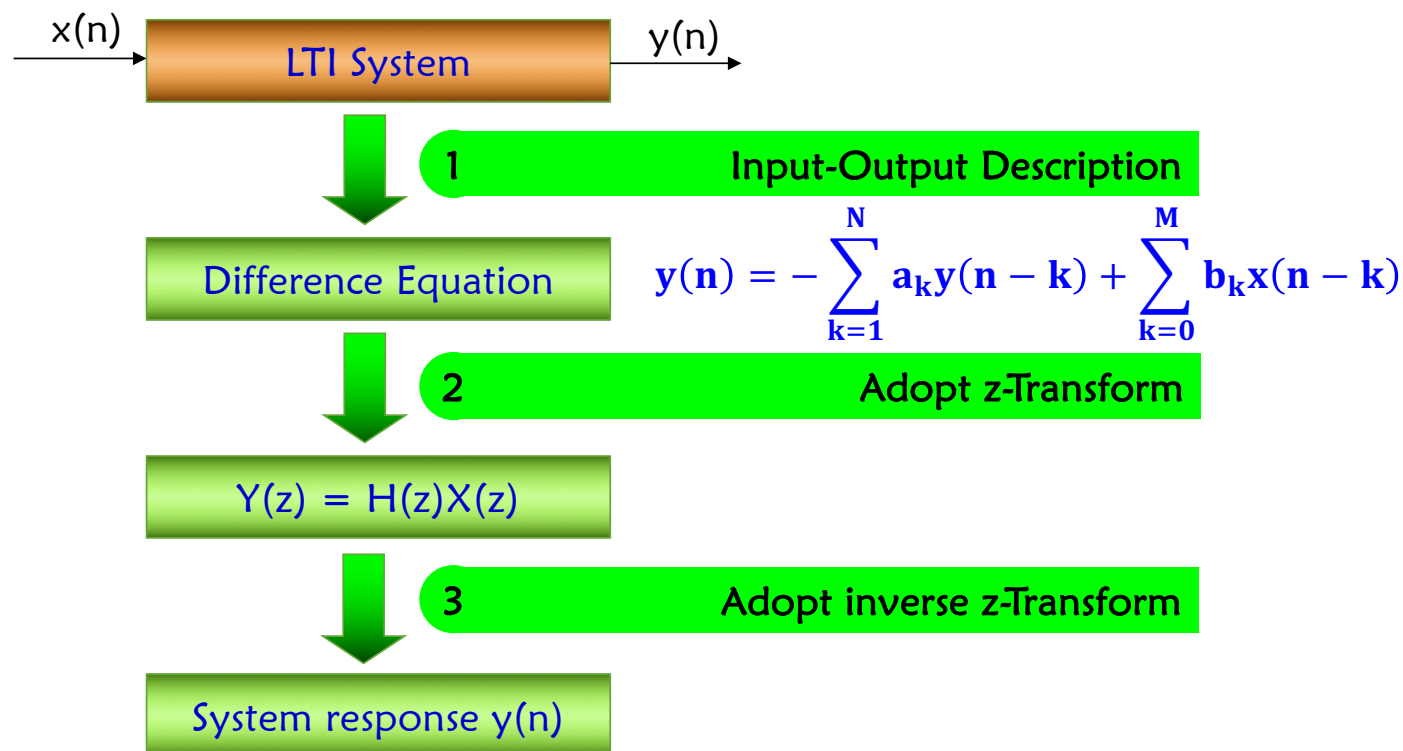 x(n)
LTI System
y(n)
1 Input-Output Description
Difference Equation
y(n) = − ∑_{k=1}^{N} a_k y(n − k) + ∑_{k=0}^{M} b_k x(n − k)
2 Adopt z-Transform
Y(z) = H(z)X(z)
3 Adopt inverse z-Transform
System response y(n)